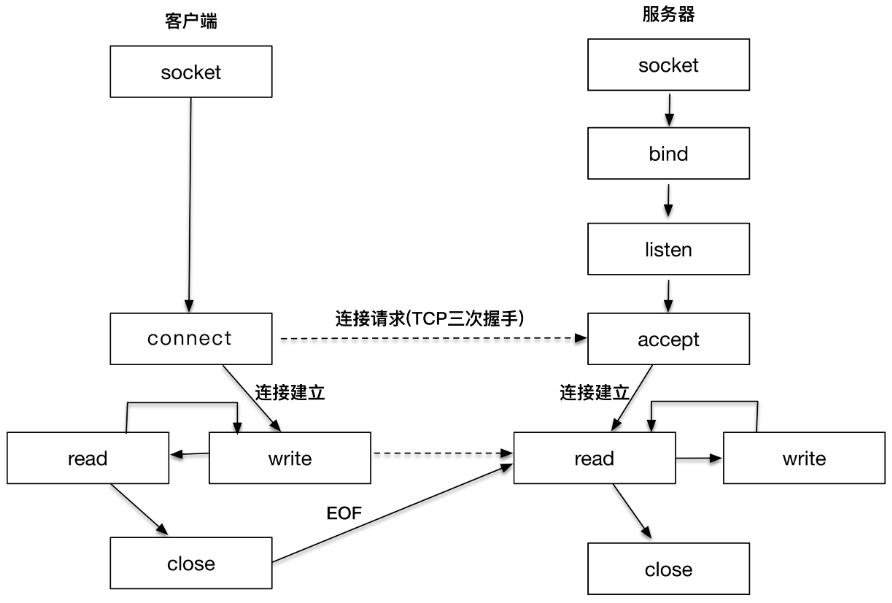 客户端
服务器
socket
socket
bind
listen
connect
连接请求(TCP三次握手)
accept
连接建立
连接建立
read
write
read
write
EOF
close
close